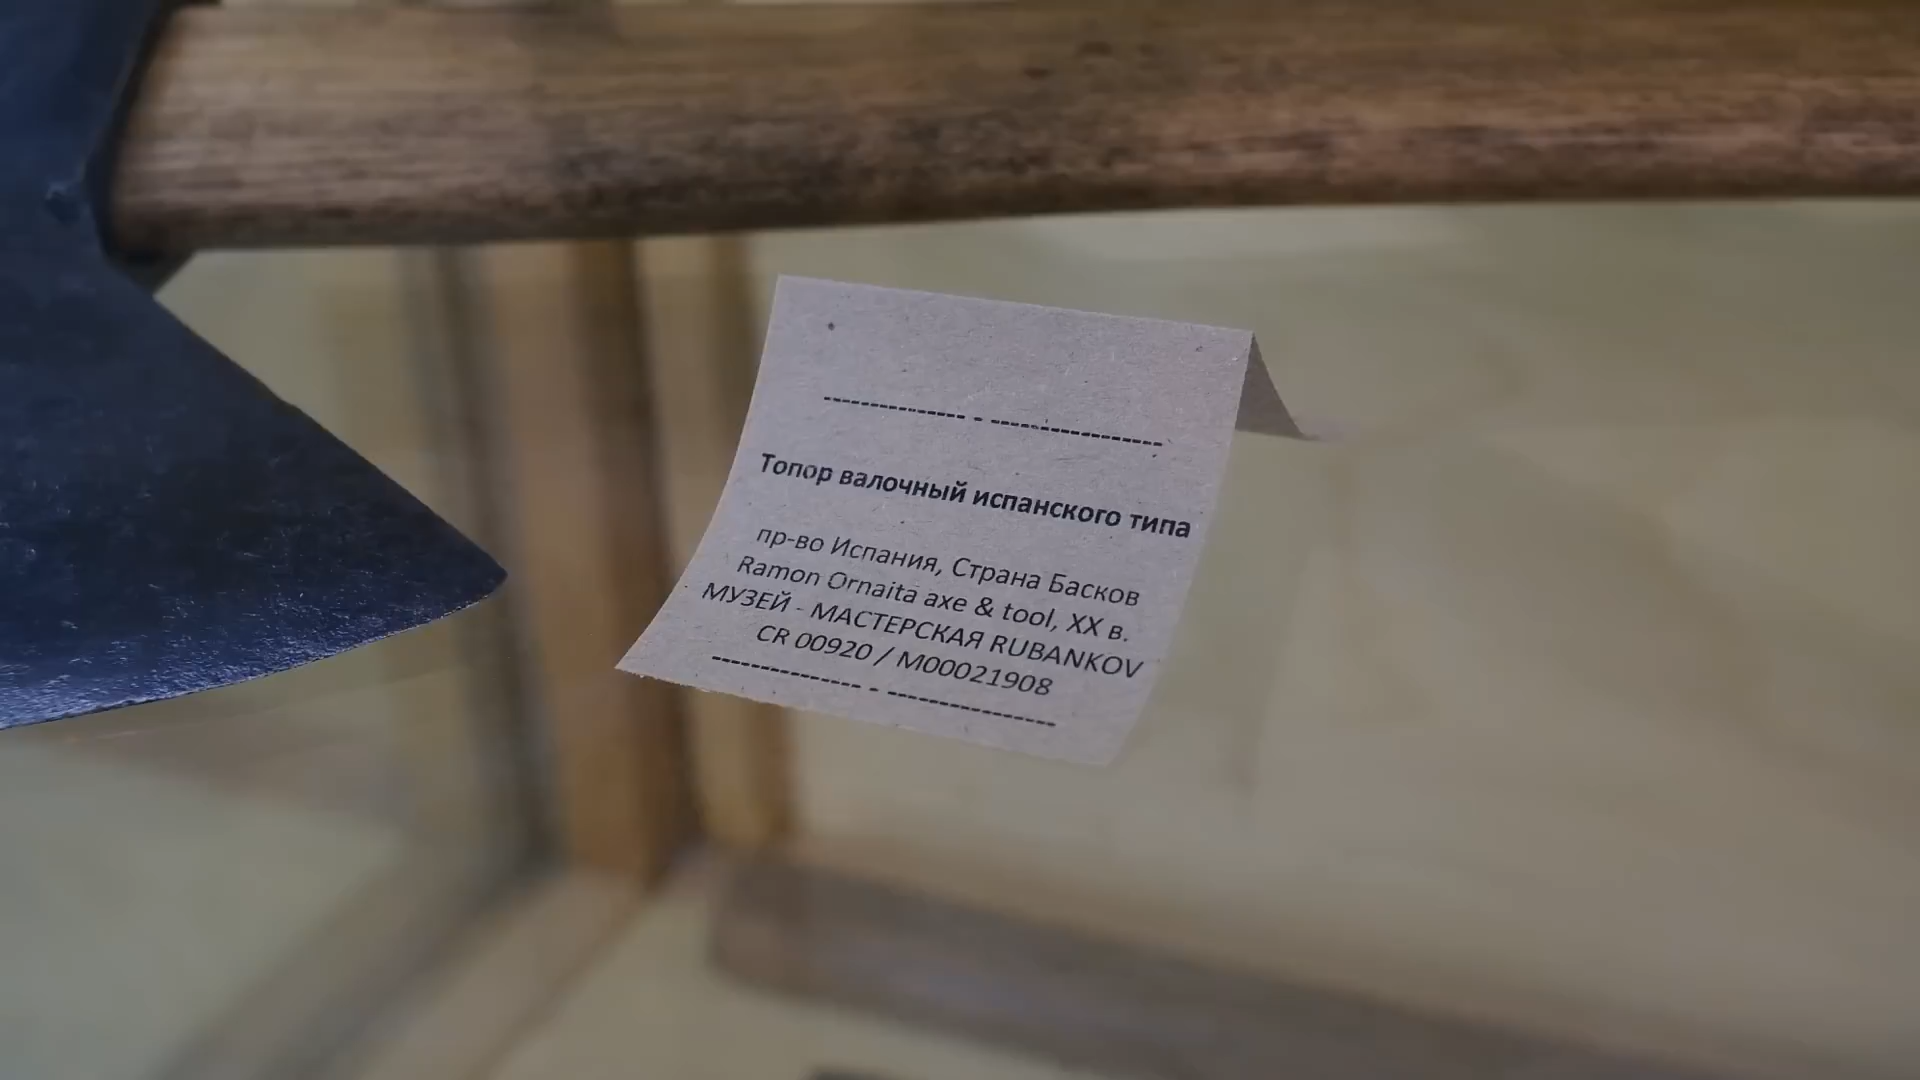 ---------------- - -------------------
Топор валочный испанского типа
пр-во Испания, Страна Басков
Ramon Ornaita axe & tool, XX в.
МУЗЕЙ - МАСТЕРСКАЯ RUBANKOV
CR 00920 / М00021908
---------------- - -------------------